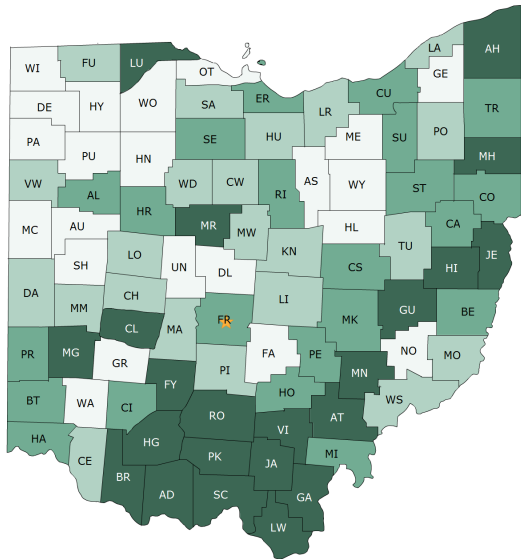 LA
AH
LU
FU
OT
WI
GE
CU
ER
WO
HY
DE
SA
LR
TR
PO
ME
SU
HU
SE
PA
PU
HN
MH
AS
WY
ST
CO
VW
WD
CW
RI
AL
HR
MR
MW
CA
HL
AU
MC
TU
KN
LO
JE
SH
UN
DL
CS
HI
DA
CH
LI
MM
GU
BE
MK
FR
CL
MA
NO
MO
PR
MG
FA
PE
GR
PI
MN
FY
HO
WS
BT
WA
CI
RO
AT
VI
HA
HG
MI
PK
JA
CE
BR
AD
SC
GA
LW